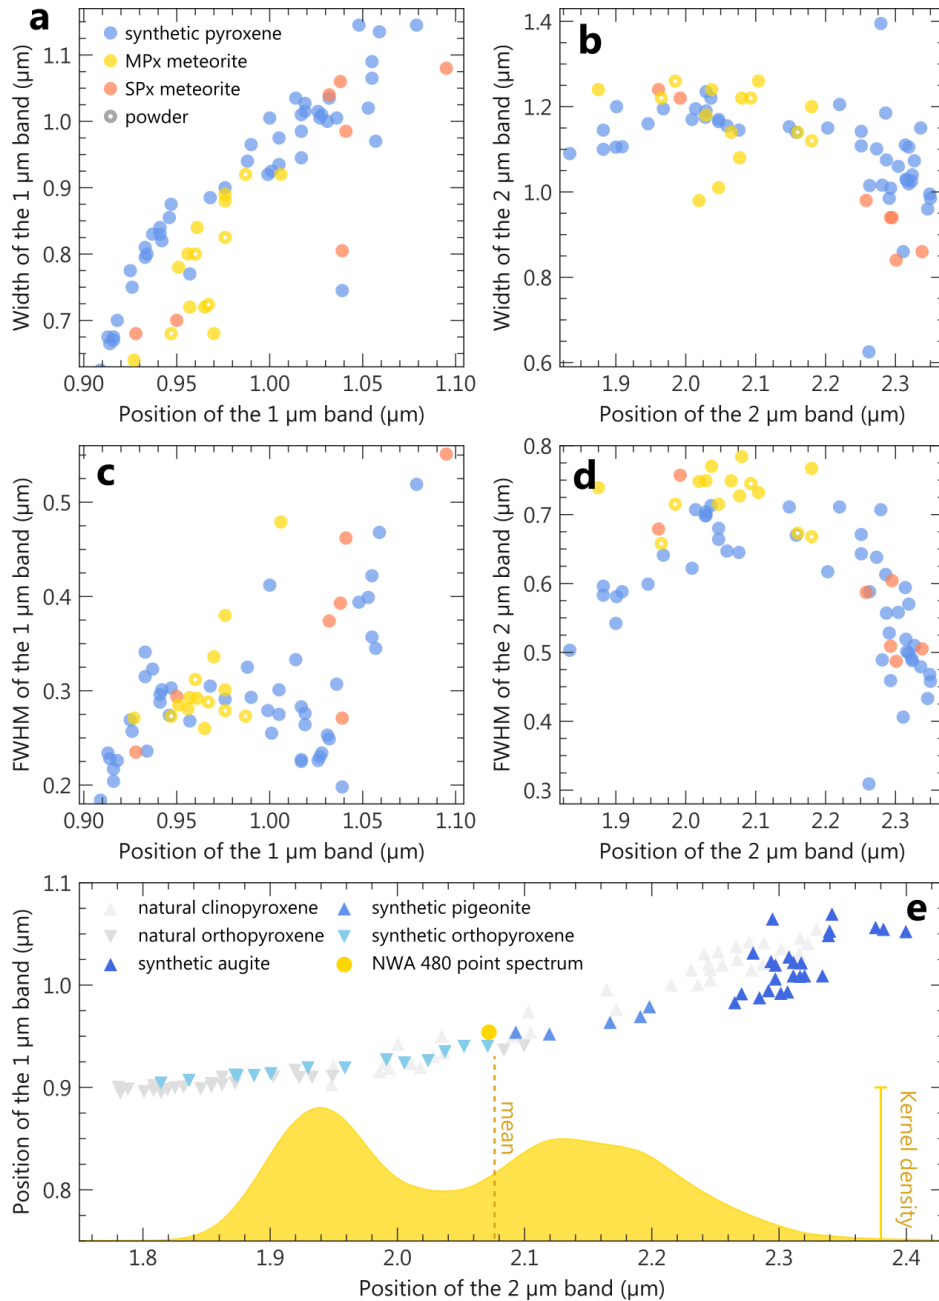 a
synthetic pyroxene
MPx meteorite
SPx meteorite
powder
1.1
1.0
0.9
0.8
0.7
Width of the 1 µm band (µm)
0.90
0.95
1.00
1.05
1.10
Position of the 1 µm band (µm)
b
1.4
1.2
1.0
0.8
0.6
Width of the 2 µm band (µm)
1.9
2.0
2.1
2.2
2.3
Position of the 2 µm band (µm)
c
0.5
0.4
0.3
0.2
FWHM of the 1 µm band (µm)
0.90
0.95
1.00
1.05
1.10
Position of the 1 µm band (µm)
d
0.8
0.7
0.6
0.5
0.4
0.3
FWHM of the 2 µm band (µm)
1.9
2.0
2.1
2.2
2.3
Position of the 2 µm band (µm)
e
natural clinopyroxene
natural orthopyroxene
synthetic augite
synthetic pigeonite
synthetic orthopyroxene
NWA 480 point spectrum
1.1
1.0
0.9
0.8
Position of the 1 µm band (µm)
mean
Kernel density
1.8
1.9
2.0
2.1
2.2
2.3
2.4
Position of the 2 µm band (µm)